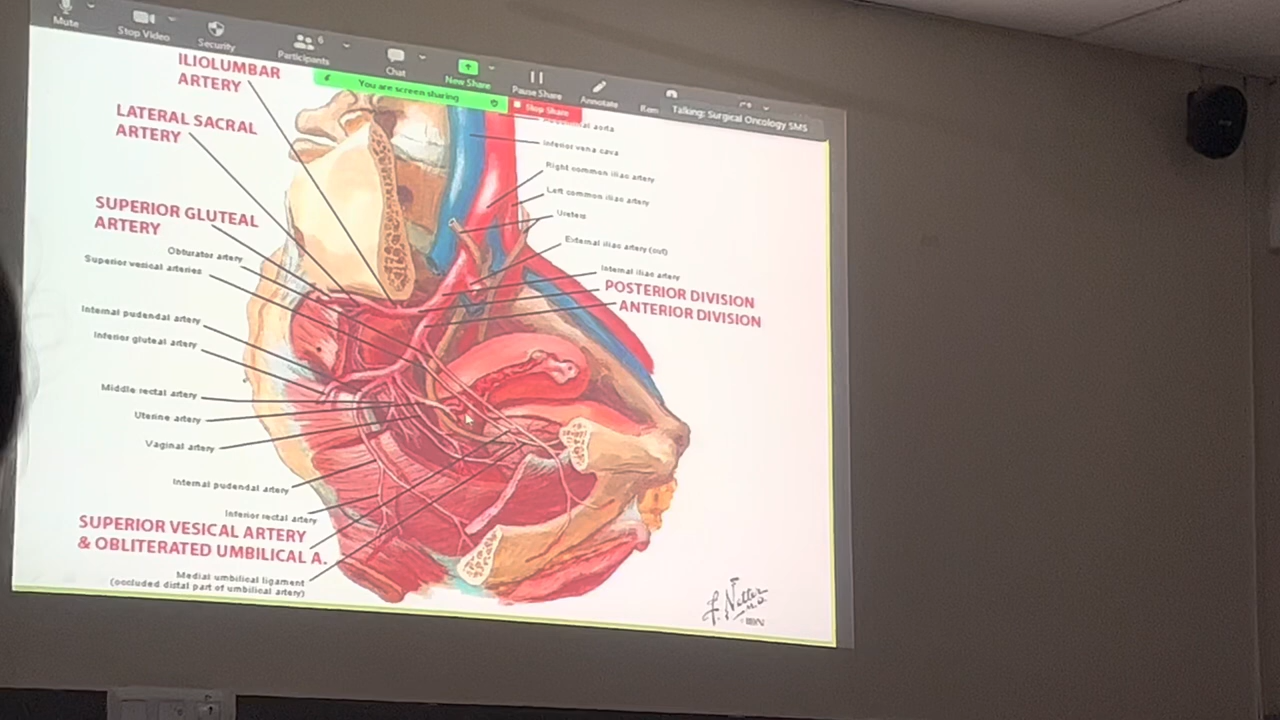 Mute
Stop Video
Security
Participants
6
Chat
New Share
Pause Share
Annotate
You are screen sharing
Stop Share
Talking: Surgical Oncology SMS
ILIOLUMBAR
ARTERY
LATERAL SACRAL
ARTERY
SUPERIOR GLUTEAL
ARTERY
Obturator artery
Superior vesical arteries
Internal pudendal artery
Inferior gluteal artery
Middle rectal artery
Uterine artery
Vaginal artery
Internal pudendal artery
Inferior rectal artery
SUPERIOR VESICAL ARTERY
& OBLITERATED UMBILICAL A.
Medial umbilical ligament
(occluded distal part of umbilical artery)
aorta
Inferior vena cava
Right common iliac artery
Left common iliac artery
Ureters
External iliac artery (cut)
Internal iliac artery
POSTERIOR DIVISION
ANTERIOR DIVISION
F. Netter
M.D.